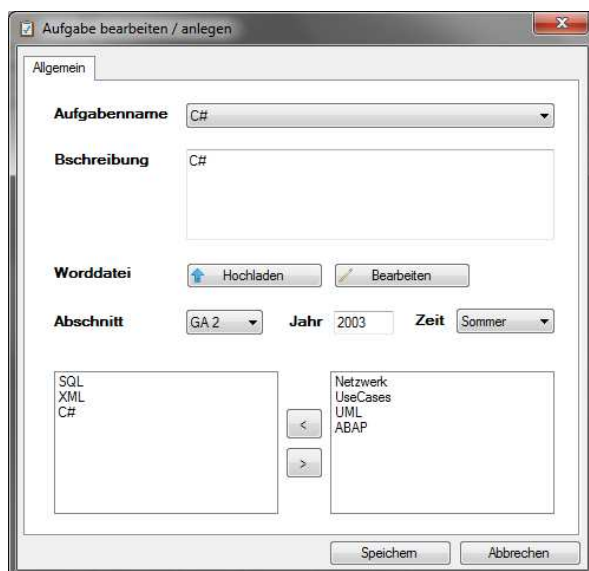 Aufgabe bearbeiten / anlegen
Allgemein
Aufgabenname C#
Bschreibung C#
Worddatei Hochladen Bearbeiten
Abschnitt GA 2 Jahr 2003 Zeit Sommer
SQL
XML
C#
<
>
Netzwerk
UseCases
UML
ABAP
Speichern Abbrechen